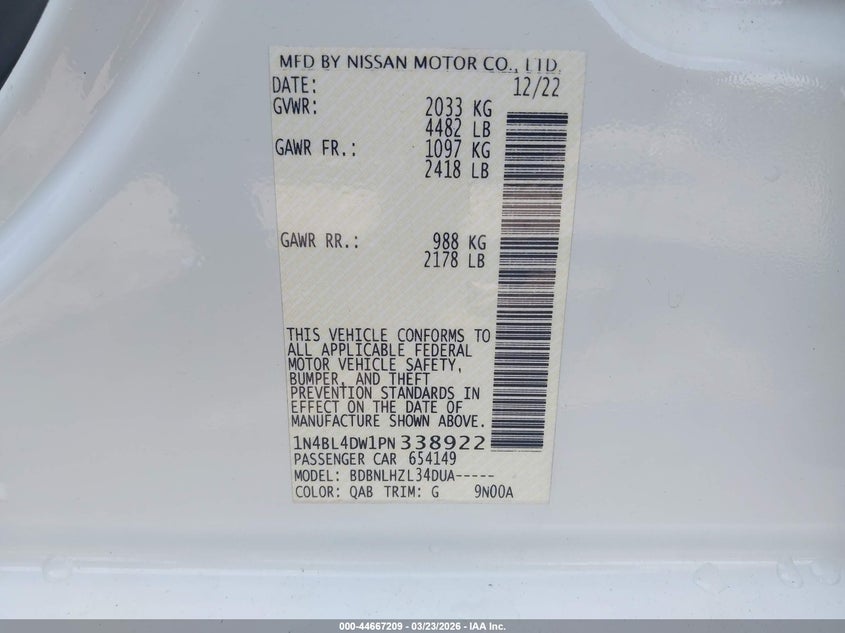 MFD BY NISSAN MOTOR CO., LTD.
DATE: 12/22
GVWR: 2033 KG
4482 LB
GAWR FR.: 1097 KG
2418 LB
GAWR RR.: 988 KG
2178 LB
THIS VEHICLE CONFORMS TO
ALL APPLICABLE FEDERAL
MOTOR VEHICLE SAFETY,
BUMPER, AND THEFT
PREVENTION STANDARDS IN
EFFECT ON THE DATE OF
MANUFACTURE SHOWN ABOVE.
1N4BL4DW1PN338922
PASSENGER CAR 654149
MODEL: BDBNLHZL34DUA-----
COLOR: QAB TRIM: G 9N00A
000-44667209 - 03/23/2026 - IAA Inc.